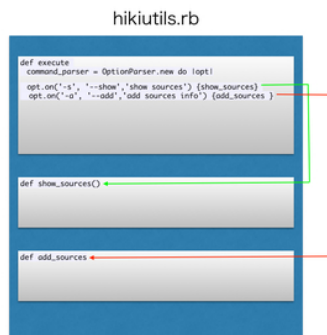 hikiutils.rb
def execute
command_parser = OptionParser.new do |opt|
opt.on('-s', '--show','show sources') {show_sources}
opt.on('-a', '--add','add sources info') {add_sources }
def show_sources()
def add_sources